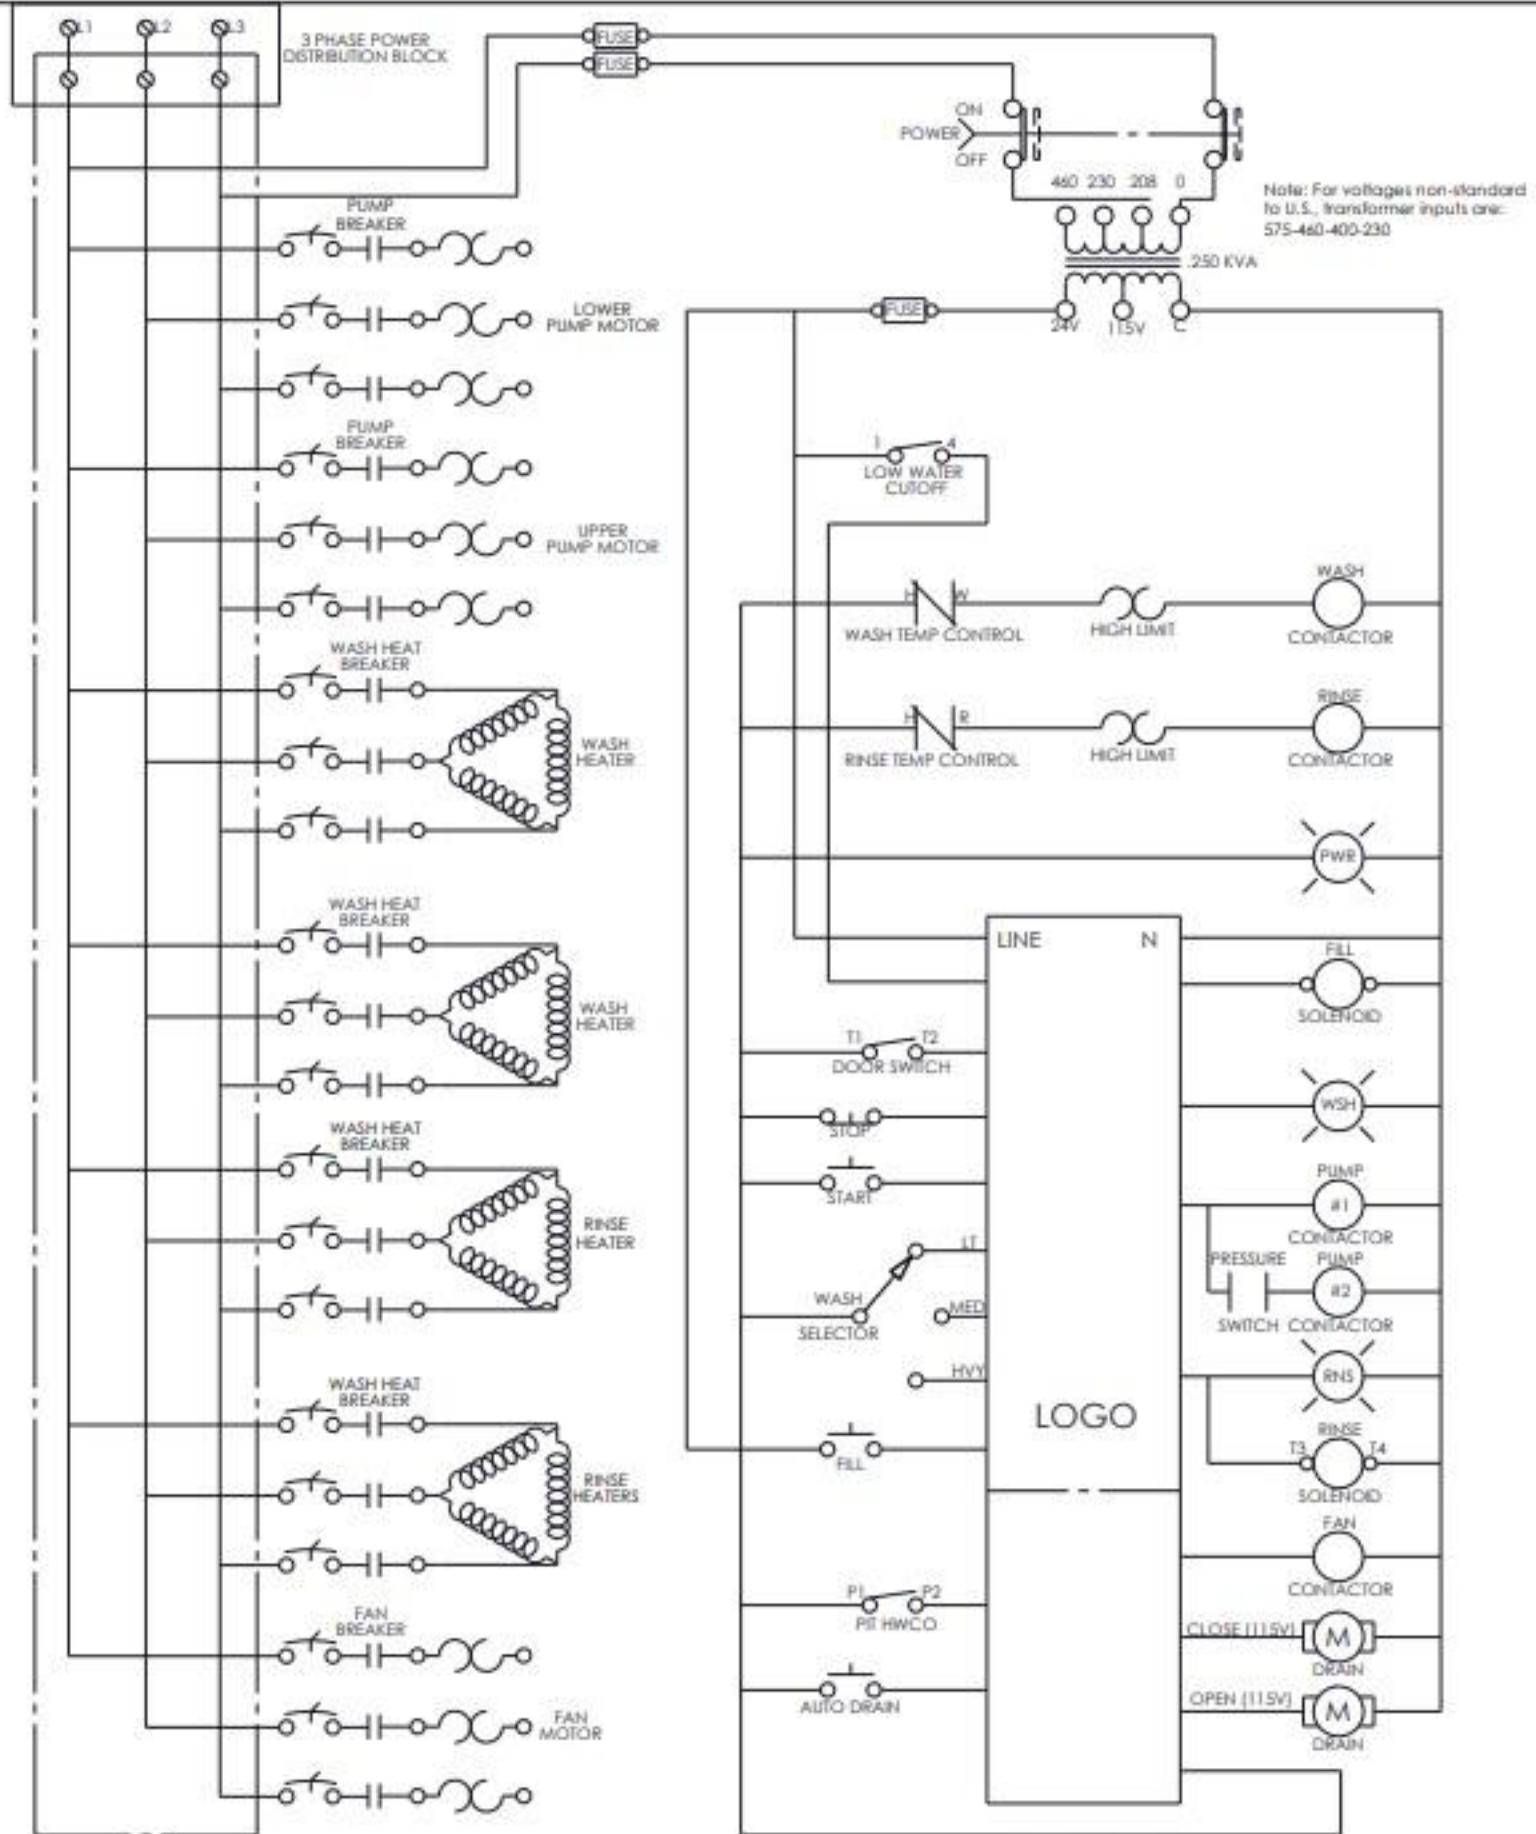 L1
L2
L3
3 PHASE POWER
DISTRIBUTION BLOCK
FUSE
FUSE
ON
POWER
OFF
460 230 208 0
Note: For voltages non-standard
to U.S., transformer inputs are:
575-460-400-230
.250 KVA
FUSE
24V
115V
C
PUMP
BREAKER
LOWER
PUMP MOTOR
PUMP
BREAKER
UPPER
PUMP MOTOR
WASH HEAT
BREAKER
WASH
HEATER
WASH HEAT
BREAKER
WASH
HEATER
WASH HEAT
BREAKER
RINSE
HEATER
WASH HEAT
BREAKER
RINSE
HEATERS
FAN
BREAKER
FAN
MOTOR
1
4
LOW WATER
CUTOFF
H
W
WASH TEMP CONTROL
HIGH LIMIT
WASH
CONTACTOR
H
R
RINSE TEMP CONTROL
HIGH LIMIT
RINSE
CONTACTOR
PWR
LINE
N
FILL
SOLENOID
T1
T2
DOOR SWITCH
WSH
STOP
START
PUMP
#1
CONTACTOR
LT
WASH
SELECTOR
MED
HVY
PRESSURE
SWITCH
PUMP
#2
CONTACTOR
RNS
LOGO
FILL
RINSE
T3
T4
SOLENOID
FAN
CONTACTOR
P1
P2
PIT HWCO
CLOSE (115V)
M
DRAIN
AUTO DRAIN
OPEN (115V)
M
DRAIN